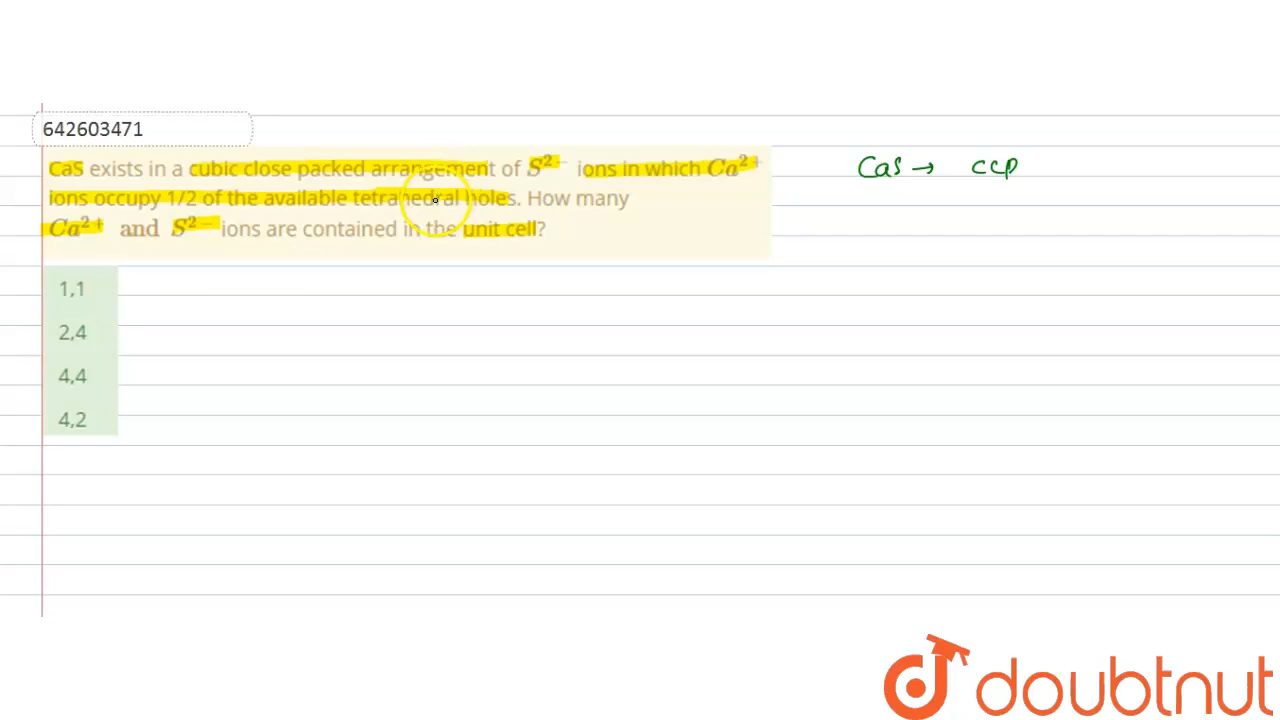 642603471
CaS exists in a cubic close packed arrangement of S²⁻ ions in which Ca²⁺
CaS → CCP
ions occupy 1/2 of the available tetrahedral holes. How many
Ca²⁺ and S²⁻ ions are contained in the unit cell?
1,1
2,4
4,4
4,2
doubtnut